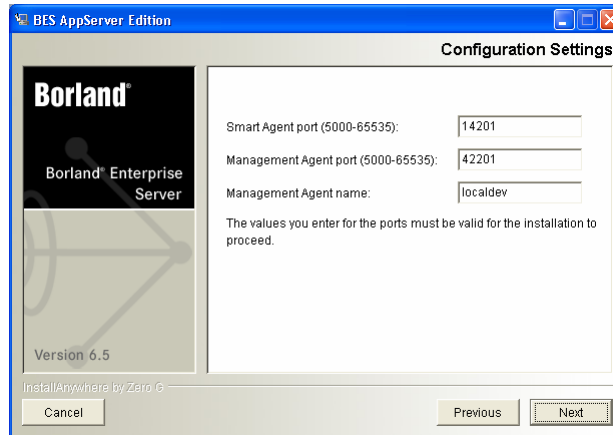 BES AppServer Edition
Configuration Settings
Borland®
Borland® Enterprise
Server
Version 6.5
Smart Agent port (5000-65535):
14201
Management Agent port (5000-65535):
42201
Management Agent name:
localdev
The values you enter for the ports must be valid for the installation to
proceed.
InstallAnywhere by Zero G
Cancel
Previous
Next